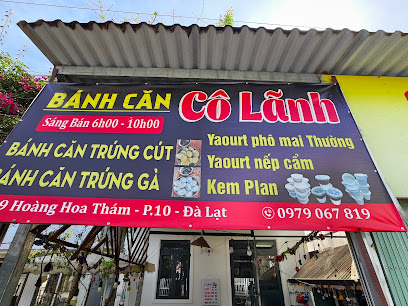 BÁNH CĂN Cô Lãnh
Sáng Bán 6h00 - 10h00
BÁNH CĂN TRỨNG CÚT
BÁNH CĂN TRỨNG GÀ
Yaourt phô mai Thường
Yaourt nếp cẩm
Kem Plan
9 Hoàng Hoa Thám - P.10 - Đà Lạt
0979 067 819